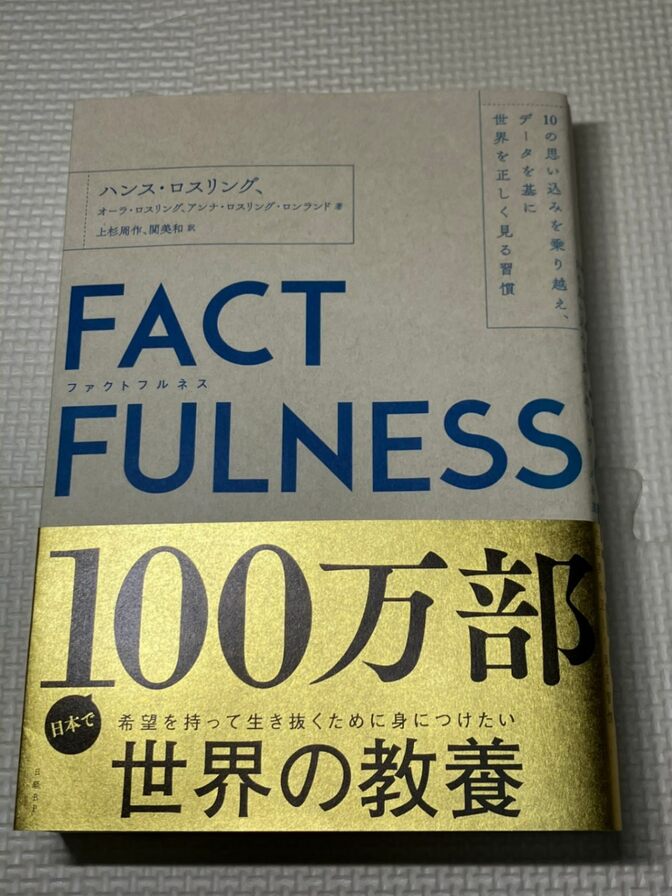 10の思い込みを乗り越え、
データを基に
世界を正しく見る習慣
ハンス・ロスリング、
オーラ・ロスリング、アンナ・ロスリング・ロンランド 著
上杉周作、関美和 訳
FACT
ファクトフルネス
FULNESS
100万部
日本で
希望を持って生き抜くために身につけたい
世界の教養
日経BP